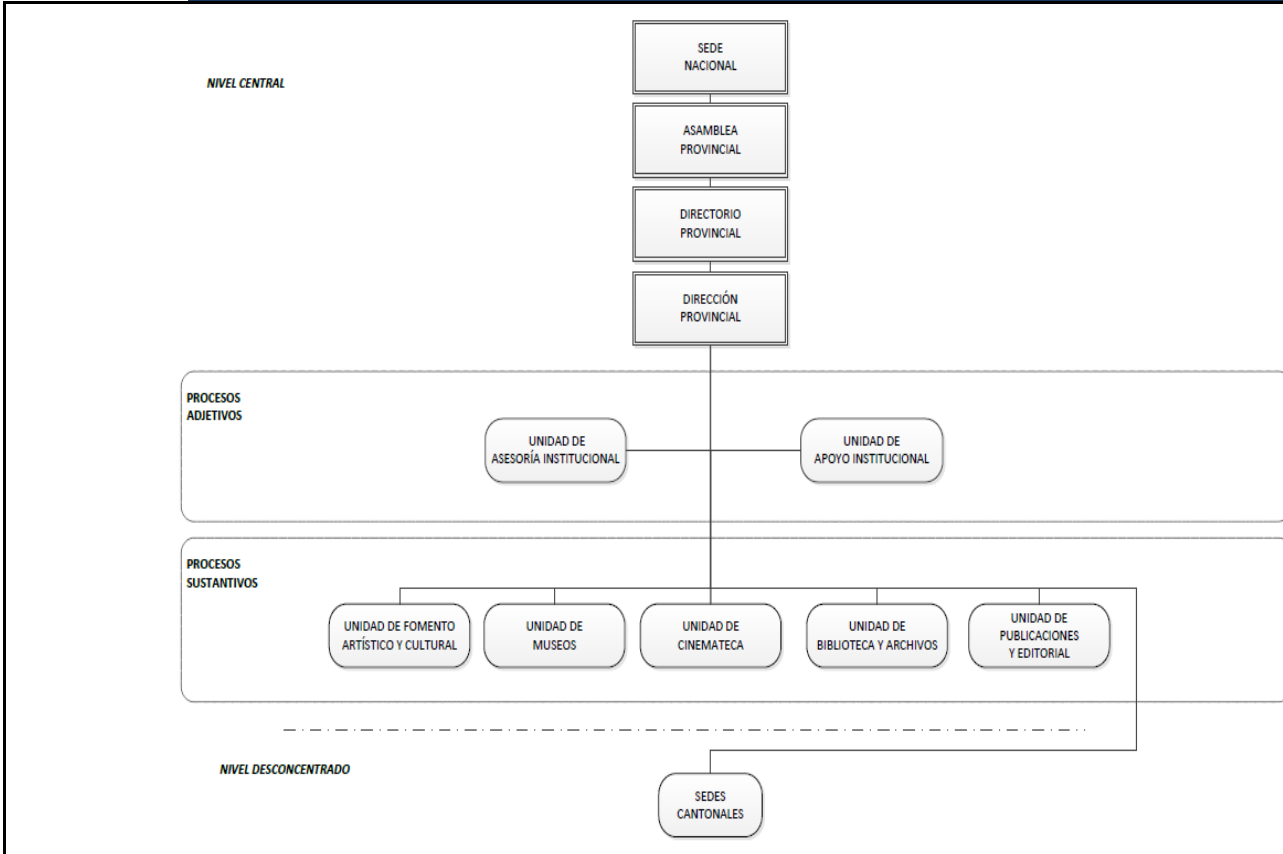 SEDE
NACIONAL
NIVEL CENTRAL
ASAMBLEA
PROVINCIAL
DIRECTORIO
PROVINCIAL
DIRECCIÓN
PROVINCIAL
PROCESOS
ADJETIVOS
UNIDAD DE
ASESORÍA INSTITUCIONAL
UNIDAD DE
APOYO INSTITUCIONAL
PROCESOS
SUSTANTIVOS
UNIDAD DE FOMENTO
ARTÍSTICO Y CULTURAL
UNIDAD DE
MUSEOS
UNIDAD DE
CINEMATECA
UNIDAD DE
BIBLIOTECA Y ARCHIVOS
UNIDAD DE
PUBLICACIONES
Y EDITORIAL
NIVEL DESCONCENTRADO
SEDES
CANTONALES